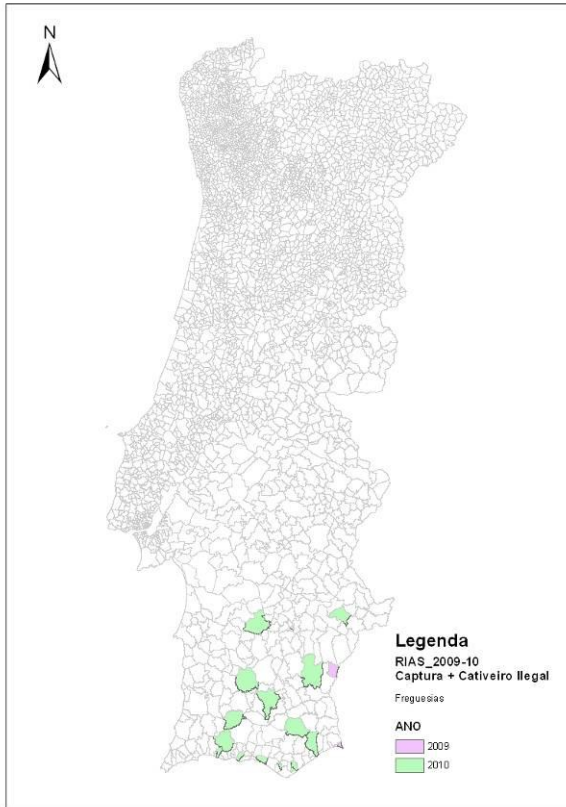 N
Legenda
RIAS_2009-10
Captura + Cativeiro Ilegal
Freguesias
ANO
2009
2010